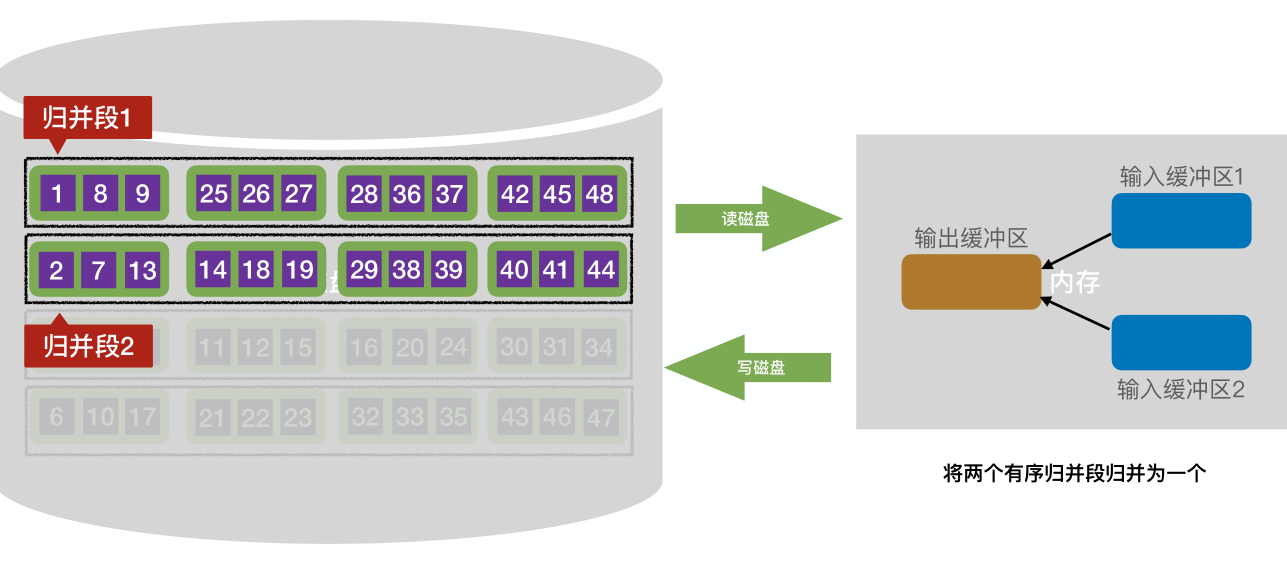 归并段1
1 8 9 25 26 27 28 36 37 42 45 48
2 7 13 14 18 19 29 38 39 40 41 44
归并段2
11 12 15 16 20 24 30 31 34
6 10 17 21 22 23 32 33 35 43 46 47
读磁盘
写磁盘
输入缓冲区1
输出缓冲区
内存
输入缓冲区2
将两个有序归并段归并为一个